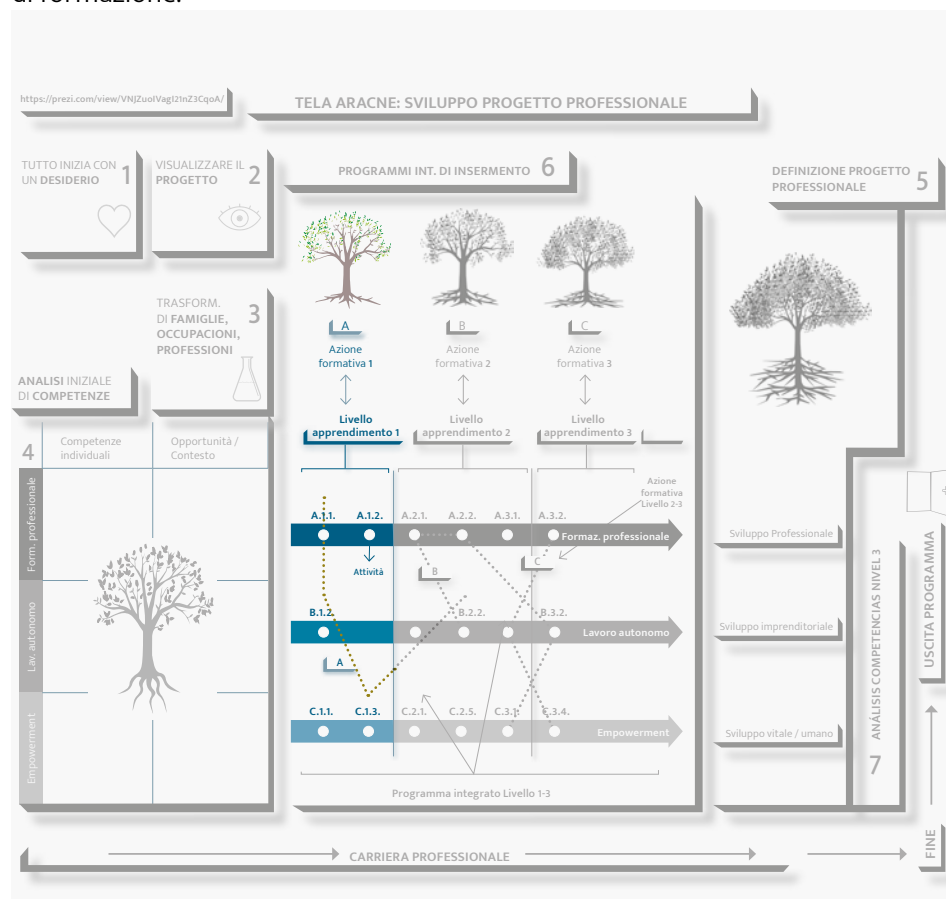 di formazione.
https://prezi.com/view/VNJZuoIVagI21nZ3CqoA/
TELA ARACNE: SVILUPPO PROGETTO PROFESSIONALE
TUTTO INIZIA CON
UN DESIDERIO
1
VISUALIZZARE IL
PROGETTO
2
PROGRAMMI INT. DI INSERMENTO 6
DEFINIZIONE PROGETTO
PROFESSIONALE
5
TRASFORM.
DI FAMIGLIE,
OCCUPACIONI,
PROFESSIONI
3
ANALISI INIZIALE
DI COMPETENZE
4
Competenze
individuali
Opportunità /
Contesto
Form. professionale
Lav. autonomo
Empowerment
A
Azione
formativa 1
B
Azione
formativa 2
C
Azione
formativa 3
Livello
apprendimento 1
Livello
apprendimento 2
Livello
apprendimento 3
Azione
formativa
Livello 2-3
A.1.1. A.1.2. A.2.1. A.2.2. A.3.1. A.3.2.
Formaz. professionale
Attività
B
C
B.1.2. B.2.2. B.3.2.
Lavoro autonomo
A
C.1.1. C.1.3. C.2.1. C.2.5. C.3.1. C.3.4.
Empowerment
Programma integrato Livello 1-3
Sviluppo Professionale
Sviluppo imprenditoriale
Sviluppo vitale / umano
ANÁLISIS COMPETENCIAS NIVEL 3
7
USCITA PROGRAMMA
FINE
CARRIERA PROFESSIONALE